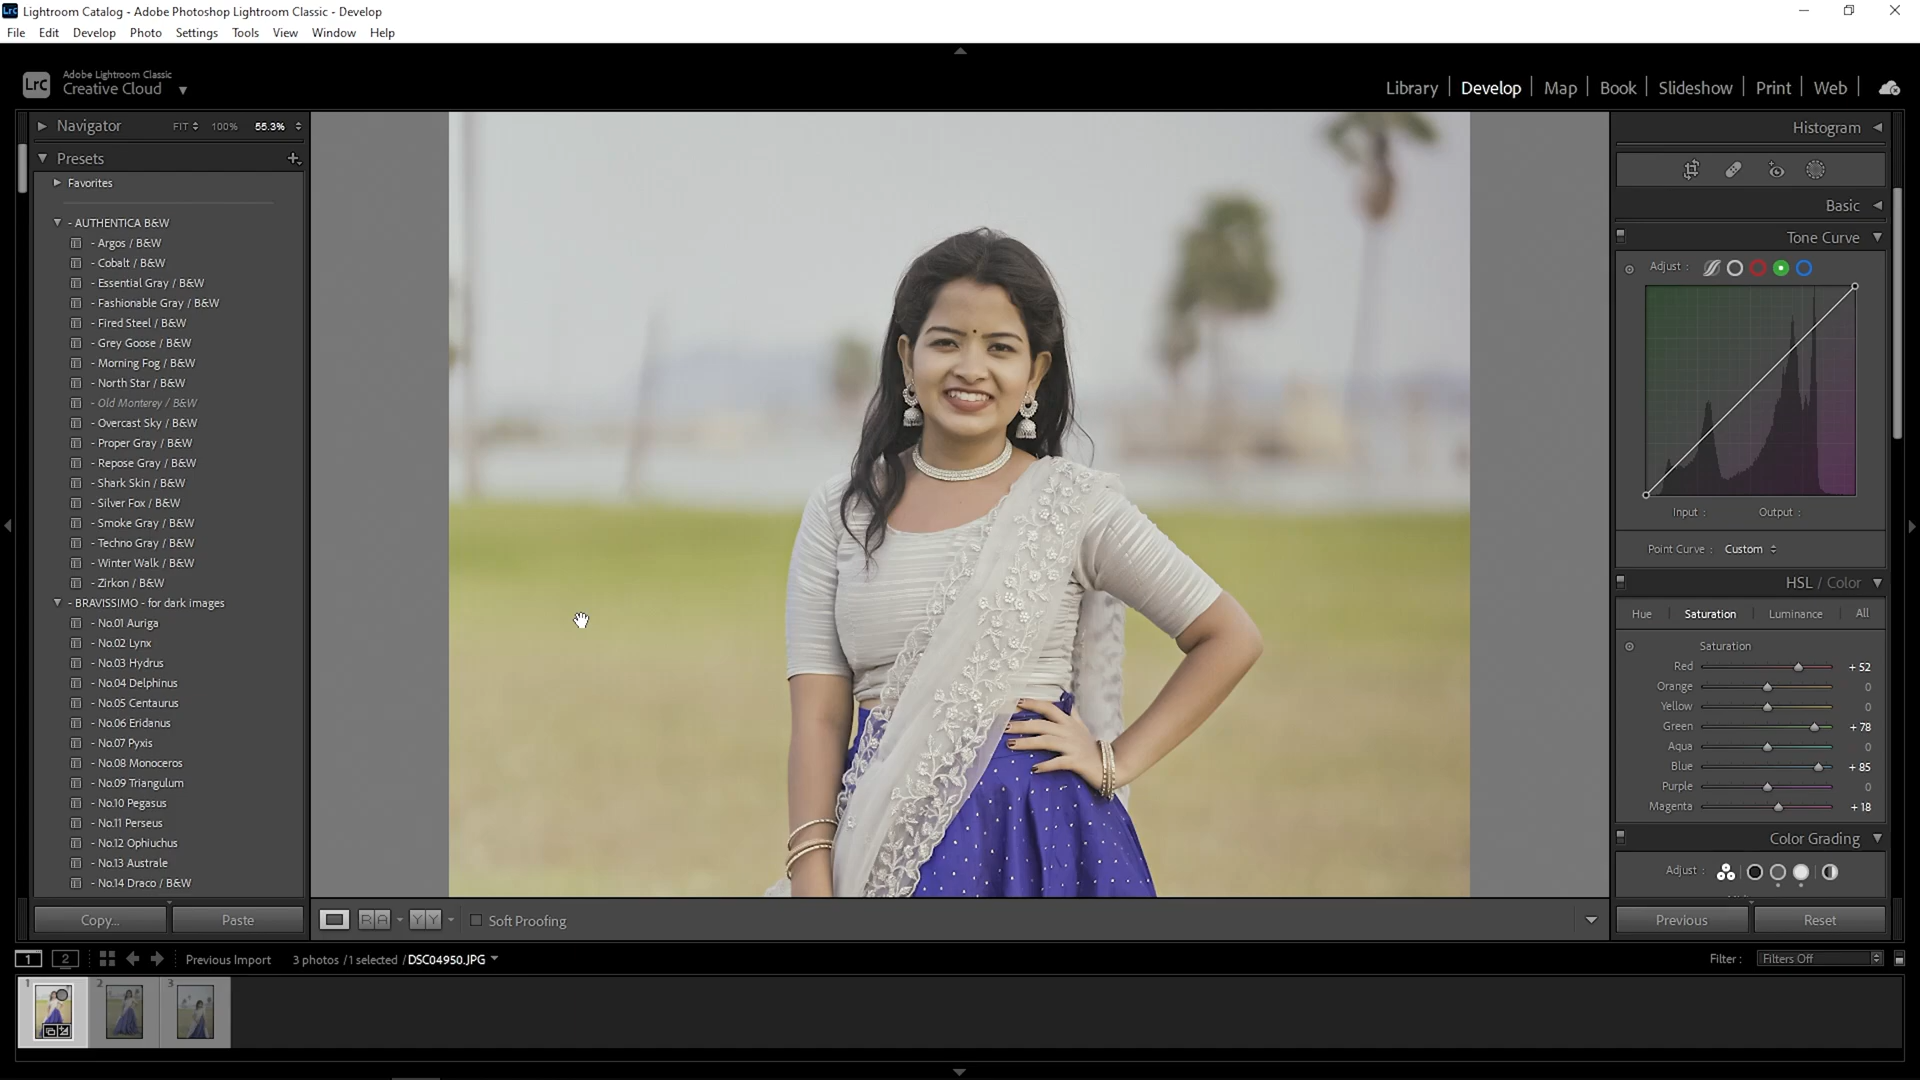 Lightroom Catalog - Adobe Photoshop Lightroom Classic - Develop
File Edit Develop Photo Settings Tools View Window Help
LrC Adobe Lightroom Classic
Creative Cloud
Library Develop Map Book Slideshow Print Web
Navigator FIT 100% 55.3%
Presets
Favorites
- AUTHENTICA B&W
- Argos / B&W
- Cobalt / B&W
- Essential Gray / B&W
- Fashionable Gray / B&W
- Fired Steel / B&W
- Grey Goose / B&W
- Morning Fog / B&W
- North Star / B&W
- Old Monterey / B&W
- Overcast Sky / B&W
- Proper Gray / B&W
- Repose Gray / B&W
- Shark Skin / B&W
- Silver Fox / B&W
- Smoke Gray / B&W
- Techno Gray / B&W
- Winter Walk / B&W
- Zirkon / B&W
- BRAVISSIMO - for dark images
- No.01 Auriga
- No.02 Lynx
- No.03 Hydrus
- No.04 Delphinus
- No.05 Centaurus
- No.06 Eridanus
- No.07 Pyxis
- No.08 Monoceros
- No.09 Triangulum
- No.10 Pegasus
- No.11 Perseus
- No.12 Ophiuchus
- No.13 Australe
- No.14 Draco / B&W
Copy... Paste
Histogram
Basic
Tone Curve
Adjust :
Input : Output :
Point Curve : Custom
HSL / Color
Hue Saturation Luminance All
Saturation
Red + 52
Orange 0
Yellow 0
Green + 78
Aqua 0
Blue + 85
Purple 0
Magenta + 18
Color Grading
Adjust :
Previous Reset
R A Y Y Soft Proofing
1 2 Previous Import 3 photos / 1 selected / DSC04950.JPG Filter : Filters Off
1 2 3